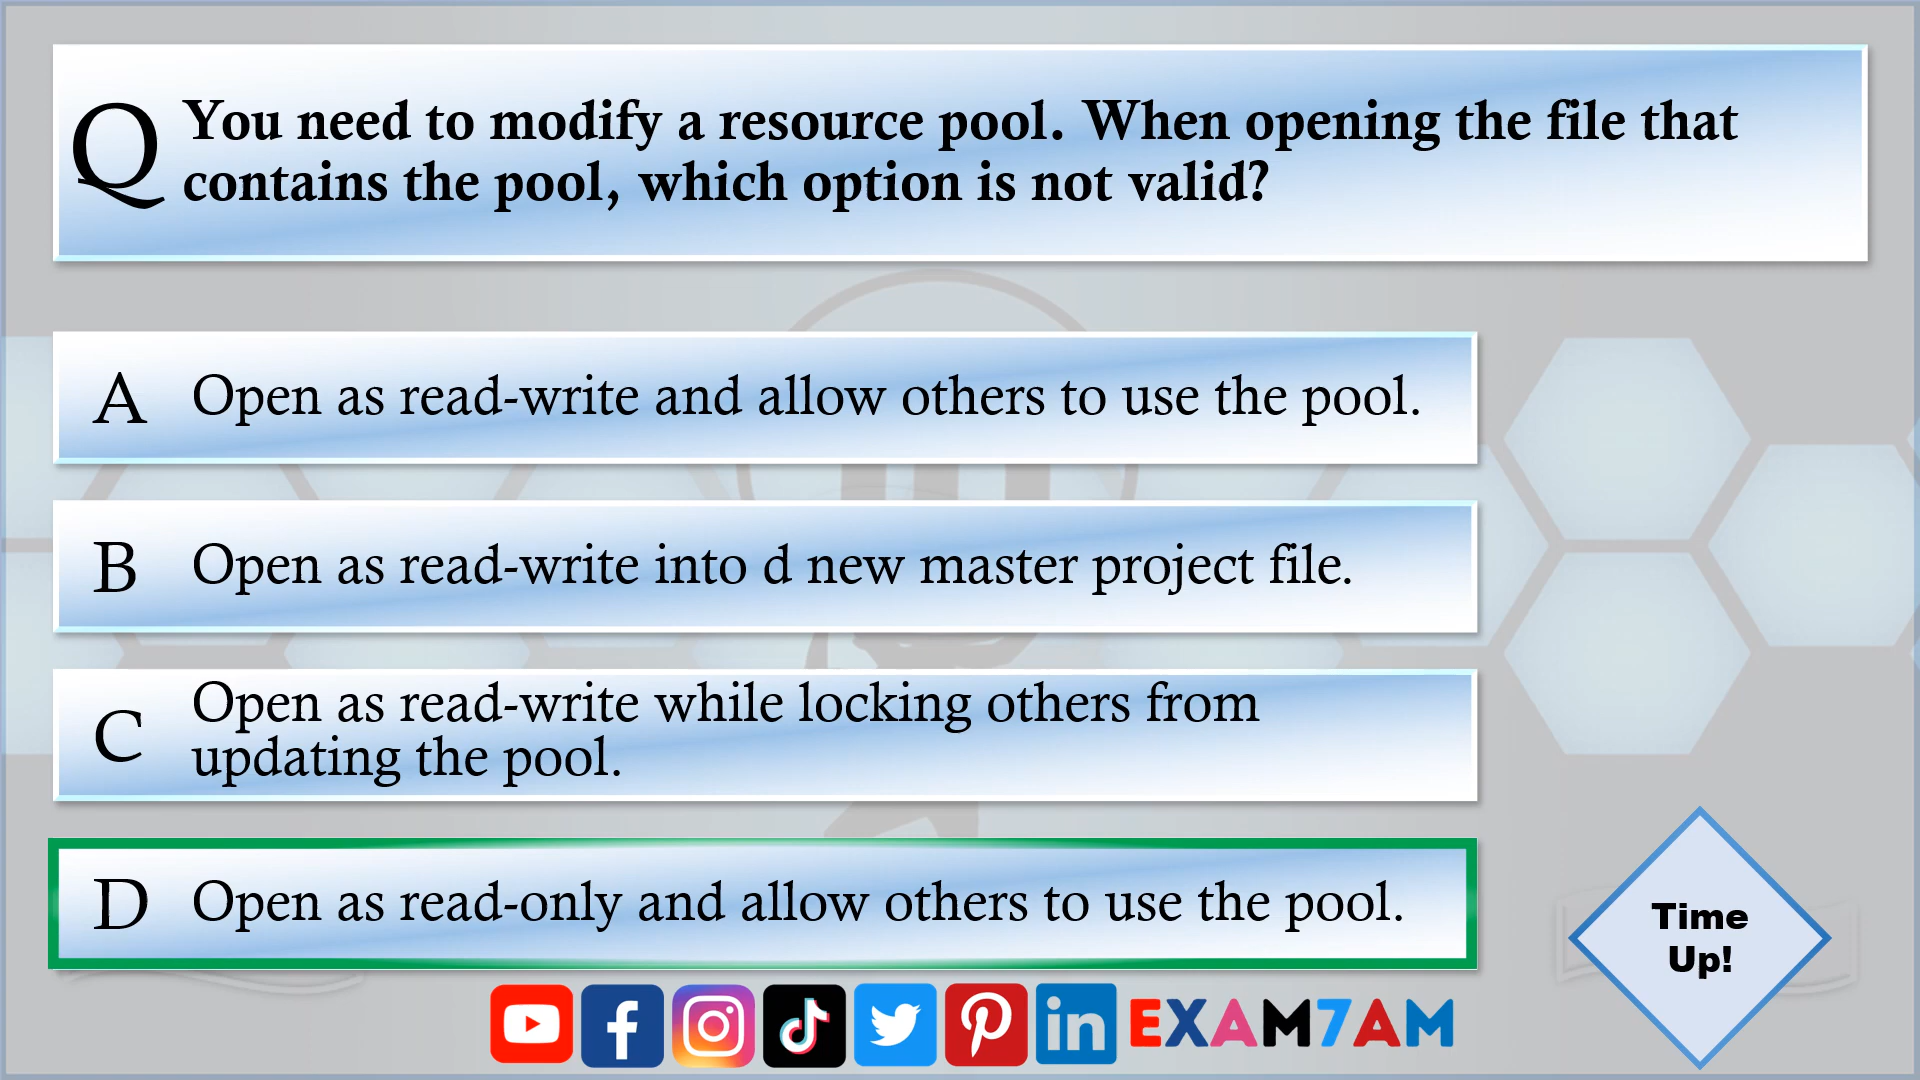 Q
You need to modify a resource pool. When opening the file that
contains the pool, which option is not valid?
A Open as read-write and allow others to use the pool.
B Open as read-write into d new master project file.
C Open as read-write while locking others from
updating the pool.
D Open as read-only and allow others to use the pool.
Time
Up!
EXAM7AM